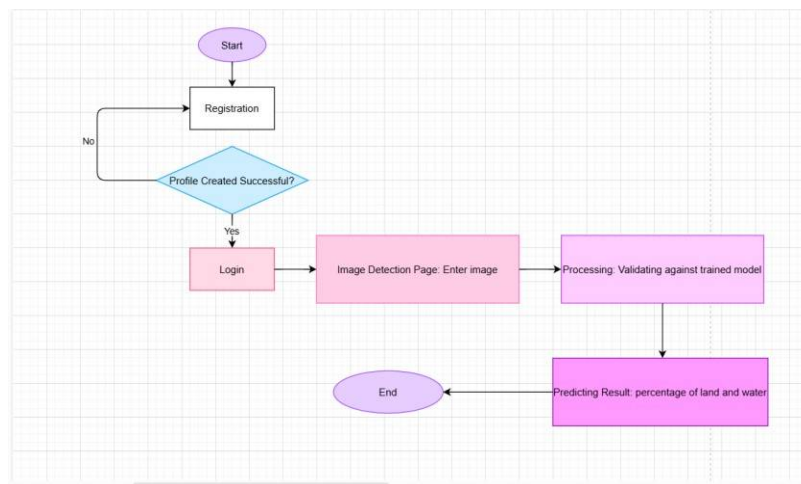 Start
Registration
No
Profile Created Successful?
Yes
Login
Image Detection Page: Enter image
Processing: Validating against trained model
Predicting Result: percentage of land and water
End